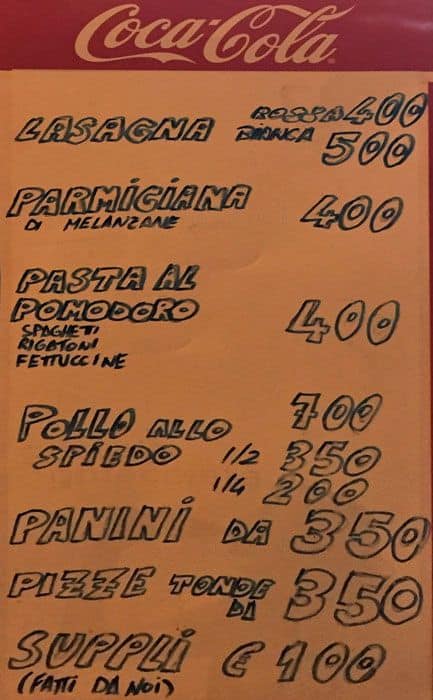 Coca-Cola
LASAGNA ROSSA 400
BIANCA 500
PARMIGIANA 400
DI MELANZANE
PASTA AL
POMODORO 400
SPAGHETI
RIGATONI
FETTUCCINE
POLLO ALLO 700
SPIEDO 1/2 350
1/4 200
PANINI DA 350
PIZZE TONDE DI 350
SUPPLI € 100
(FATTI DA NOI)